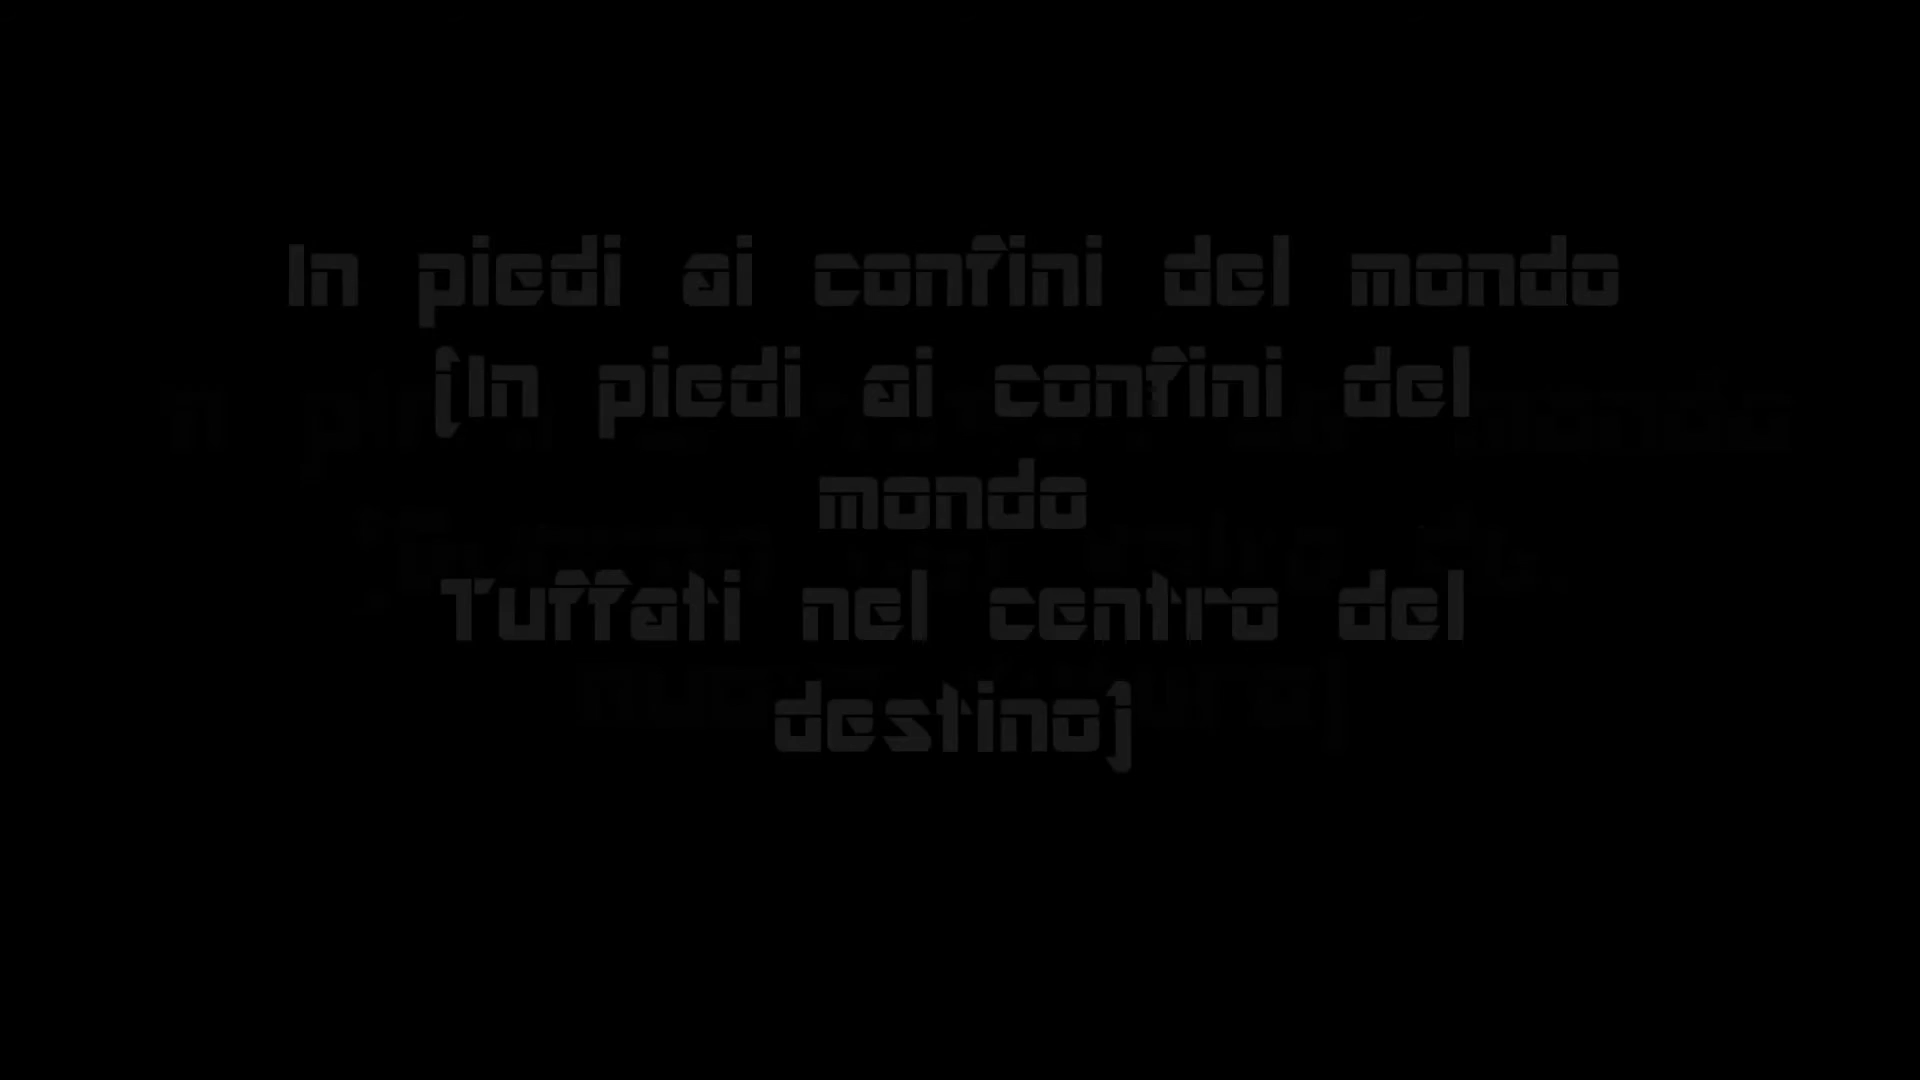 In piedi ai confini del mondo
(In piedi ai confini del
mondo
Tuffati nel centro del
destino)